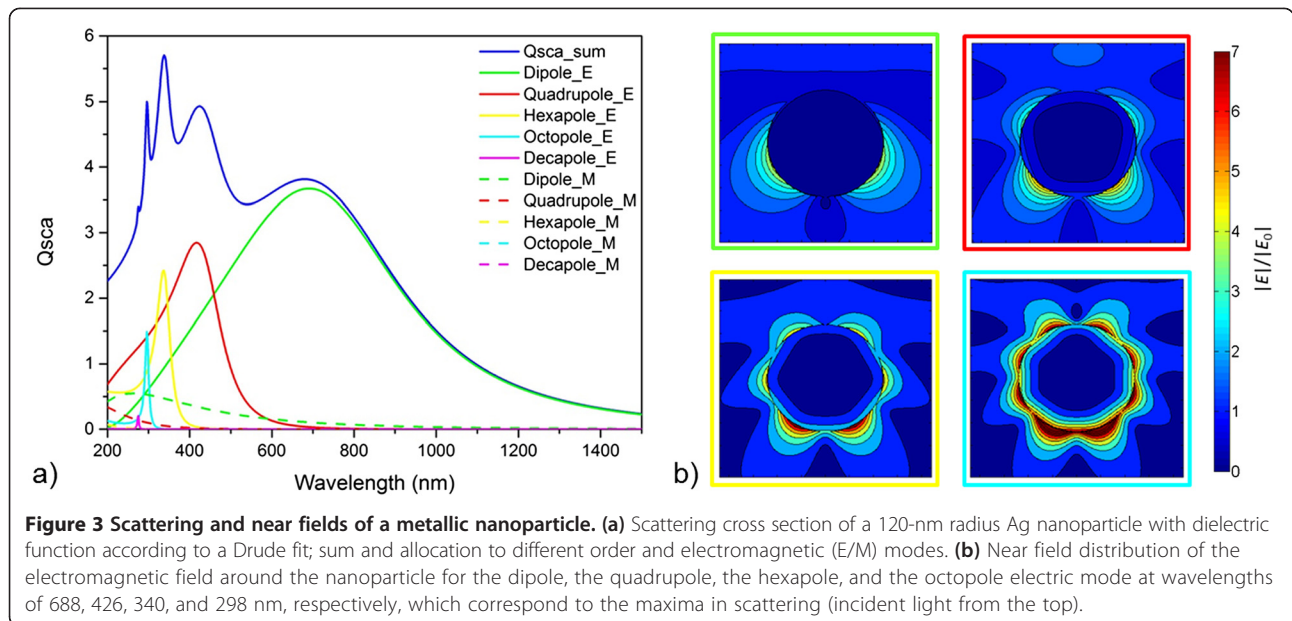 6
5
4
3
2
1
0
Qsca
200
400
600
800
1000
1200
1400
Wavelength (nm)
a)
Qsca_sum
Dipole_E
Quadrupole_E
Hexapole_E
Octopole_E
Decapole_E
Dipole_M
Quadrupole_M
Hexapole_M
Octopole_M
Decapole_M
b)
7
6
5
4
3
2
1
0
|E|/|E₀|
Figure 3 Scattering and near fields of a metallic nanoparticle. (a) Scattering cross section of a 120-nm radius Ag nanoparticle with dielectric
function according to a Drude fit; sum and allocation to different order and electromagnetic (E/M) modes. (b) Near field distribution of the
electromagnetic field around the nanoparticle for the dipole, the quadrupole, the hexapole, and the octopole electric mode at wavelengths
of 688, 426, 340, and 298 nm, respectively, which correspond to the maxima in scattering (incident light from the top).